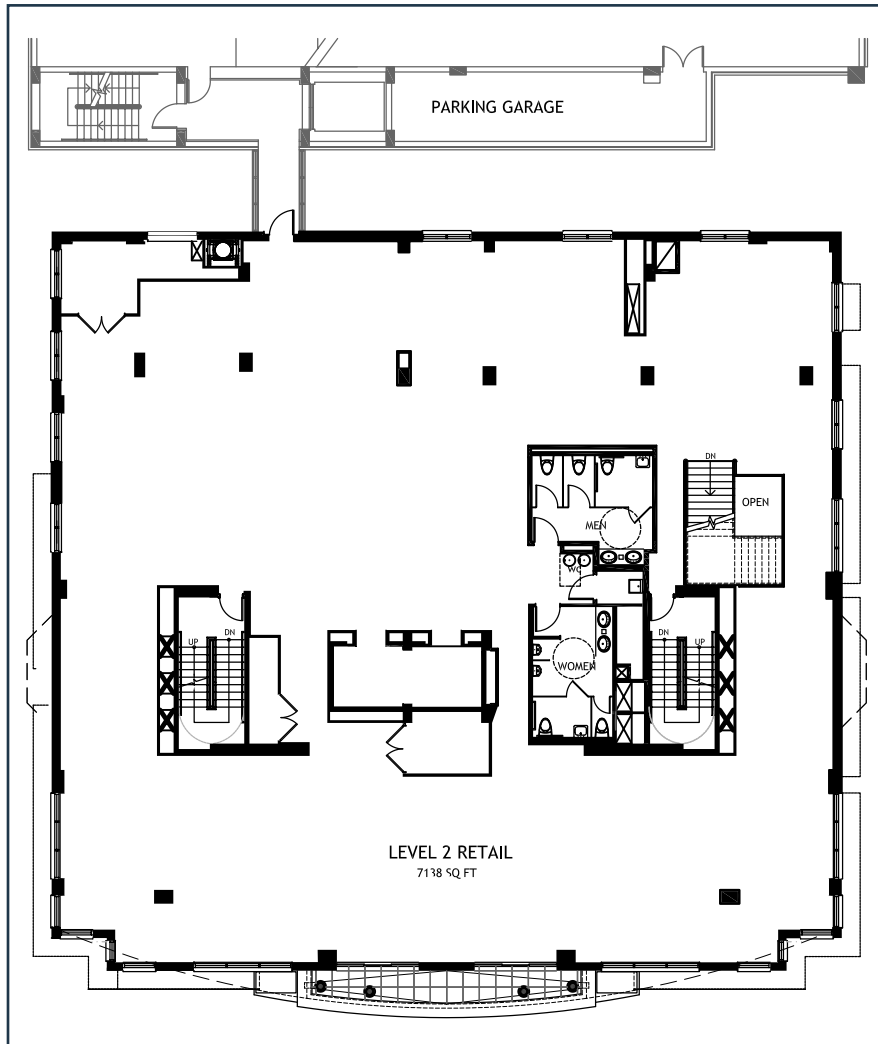 PARKING GARAGE
DN
OPEN
MEN
WC
UP
DN
DN
UP
WOMEN
LEVEL 2 RETAIL
7138 SQ FT